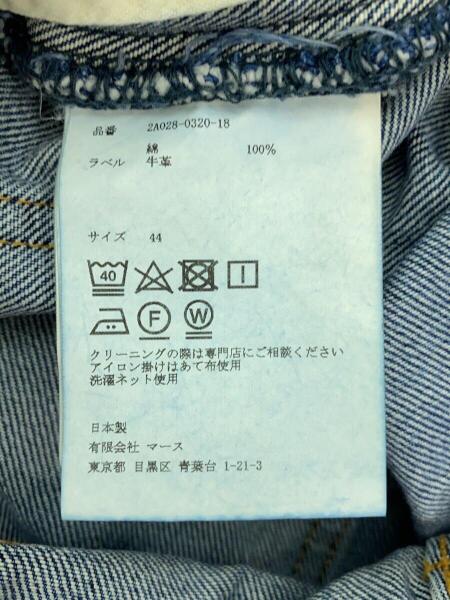 品番 2A028-0320-18
綿 100%
ラベル 牛革
サイズ 44
40
F W
クリーニングの際は専門店にご相談ください
アイロン掛けはあて布使用
洗濯ネット使用
日本製
有限会社 マース
東京都 目黒区 青葉台 1-21-3